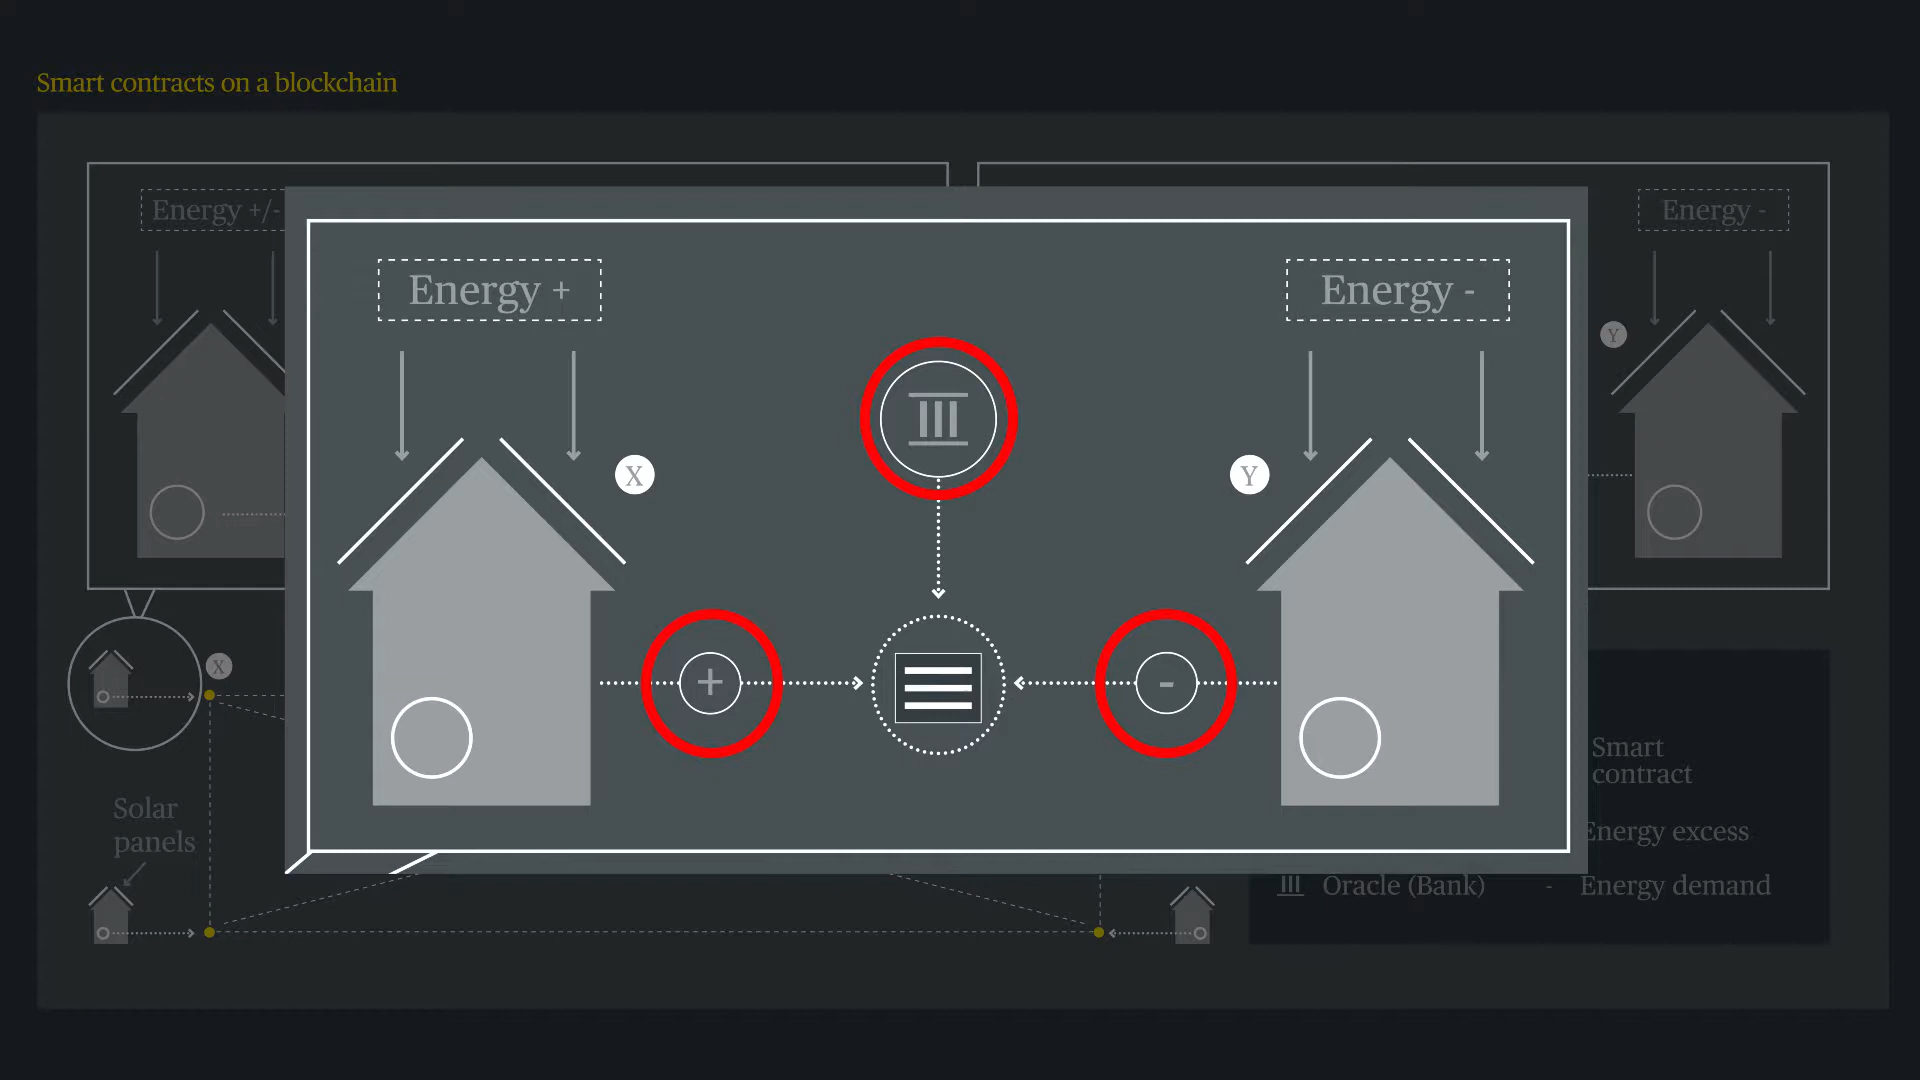 Smart contracts on a blockchain
Energy +/-
Energy -
Energy +
Energy -
Y
X
Y
+
-
X
Smart
contract
Solar
panels
Energy excess
Oracle (Bank)
- Energy demand